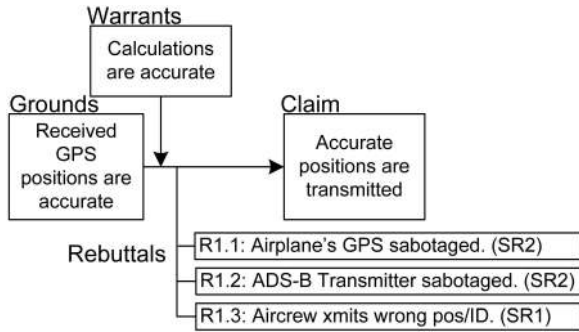 Warrants
Calculations
are accurate
Grounds
Received
GPS
positions are
accurate
Claim
Accurate
positions are
transmitted
Rebuttals
R1.1: Airplane's GPS sabotaged. (SR2)
R1.2: ADS-B Transmitter sabotaged. (SR2)
R1.3: Aircrew xmits wrong pos/ID. (SR1)